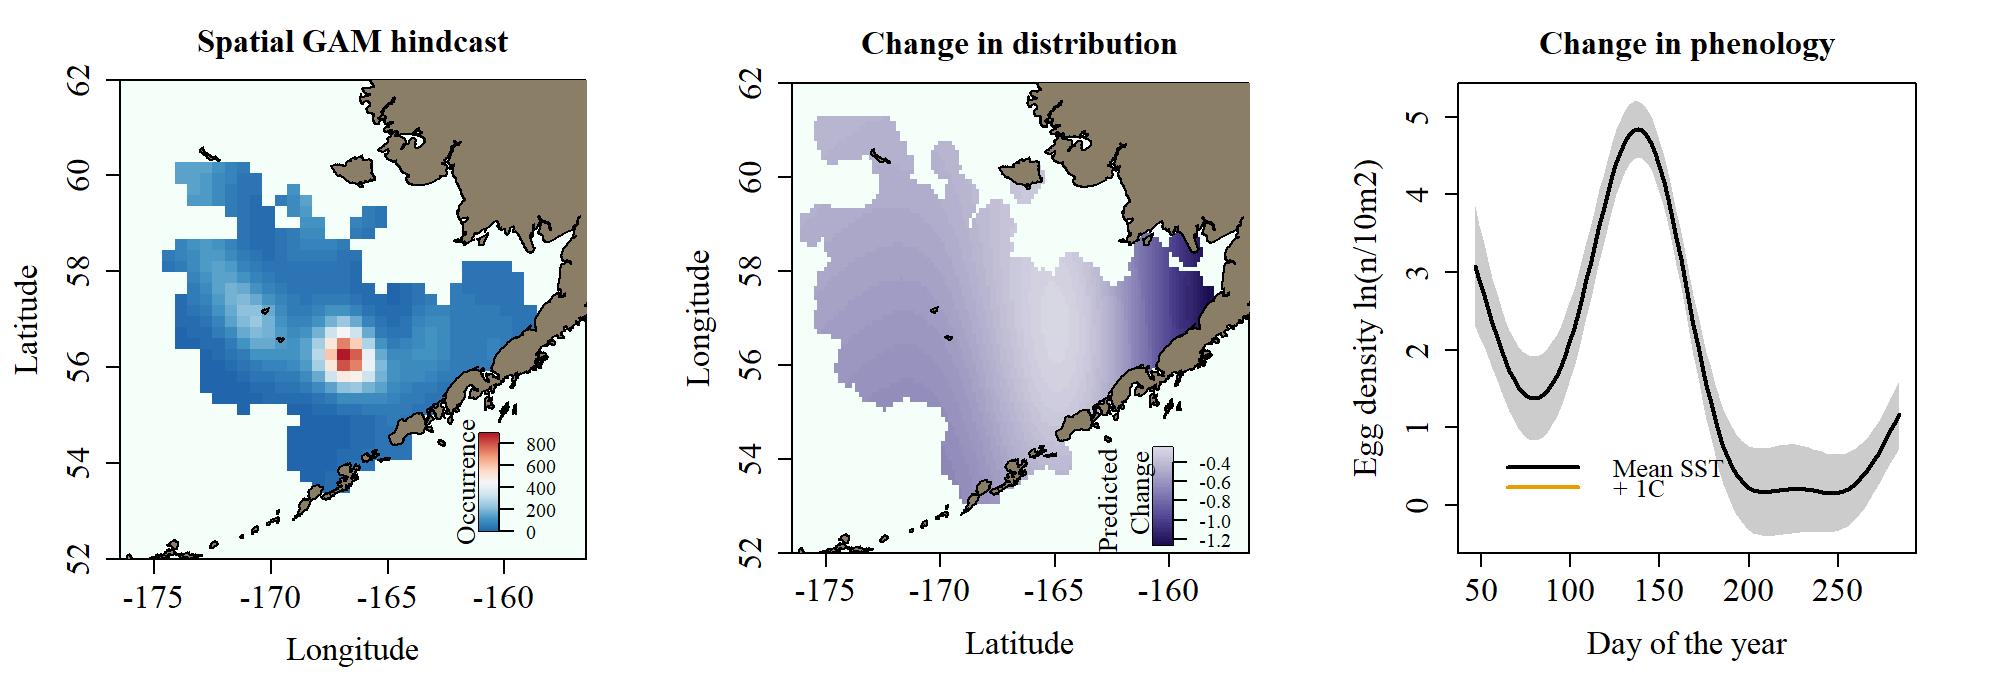 Spatial GAM hindcast
Latitude
62
60
58
56
54
52
-175
-170
-165
-160
Longitude
Occurrence
800
600
400
200
0
Change in distribution
Longitude
62
60
58
56
54
52
-175
-170
-165
-160
Latitude
Predicted
Change
-0.4
-0.6
-0.8
-1.0
-1.2
Change in phenology
Egg density ln(n/10m2)
5
4
3
2
1
0
50
100
150
200
250
Day of the year
Mean SST
+ 1C